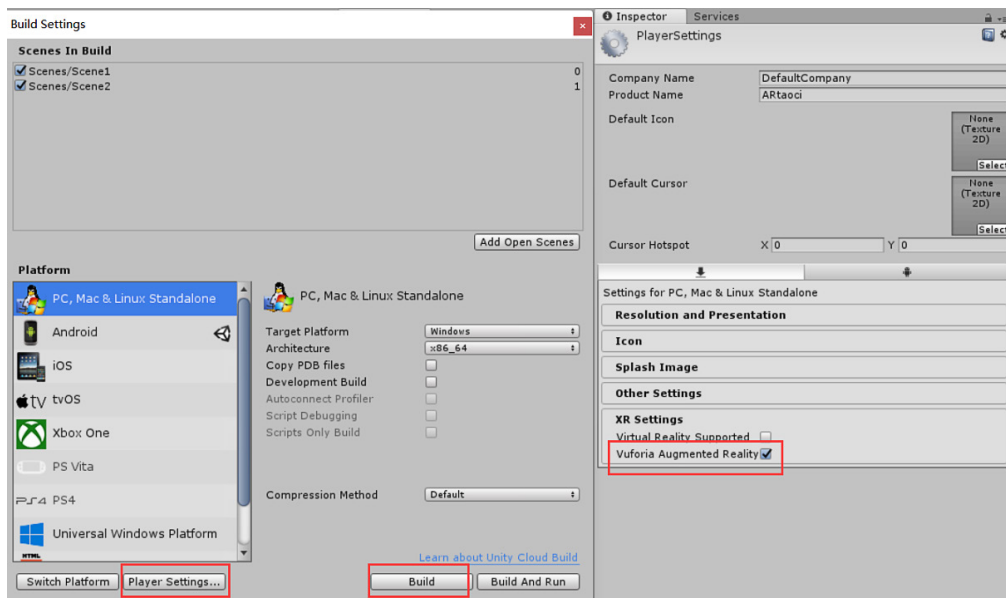 Build Settings
Scenes In Build
Scenes/Scene1 0
Scenes/Scene2 1
Add Open Scenes
Platform
PC, Mac & Linux Standalone
Android
iOS
tv tvOS
Xbox One
PS Vita
PS4
Universal Windows Platform
HTML
Switch Platform
Player Settings...
PC, Mac & Linux Standalone
Target Platform Windows
Architecture x86_64
Copy PDB files
Development Build
Autoconnect Profiler
Script Debugging
Scripts Only Build
Compression Method Default
Learn about Unity Cloud Build
Build
Build And Run
Inspector Services
PlayerSettings
Company Name DefaultCompany
Product Name ARtaoci
Default Icon
None
(Texture
2D)
Select
Default Cursor
None
(Texture
2D)
Select
Cursor Hotspot X 0 Y 0
Settings for PC, Mac & Linux Standalone
Resolution and Presentation
Icon
Splash Image
Other Settings
XR Settings
Virtual Reality Supported
Vuforia Augmented Reality